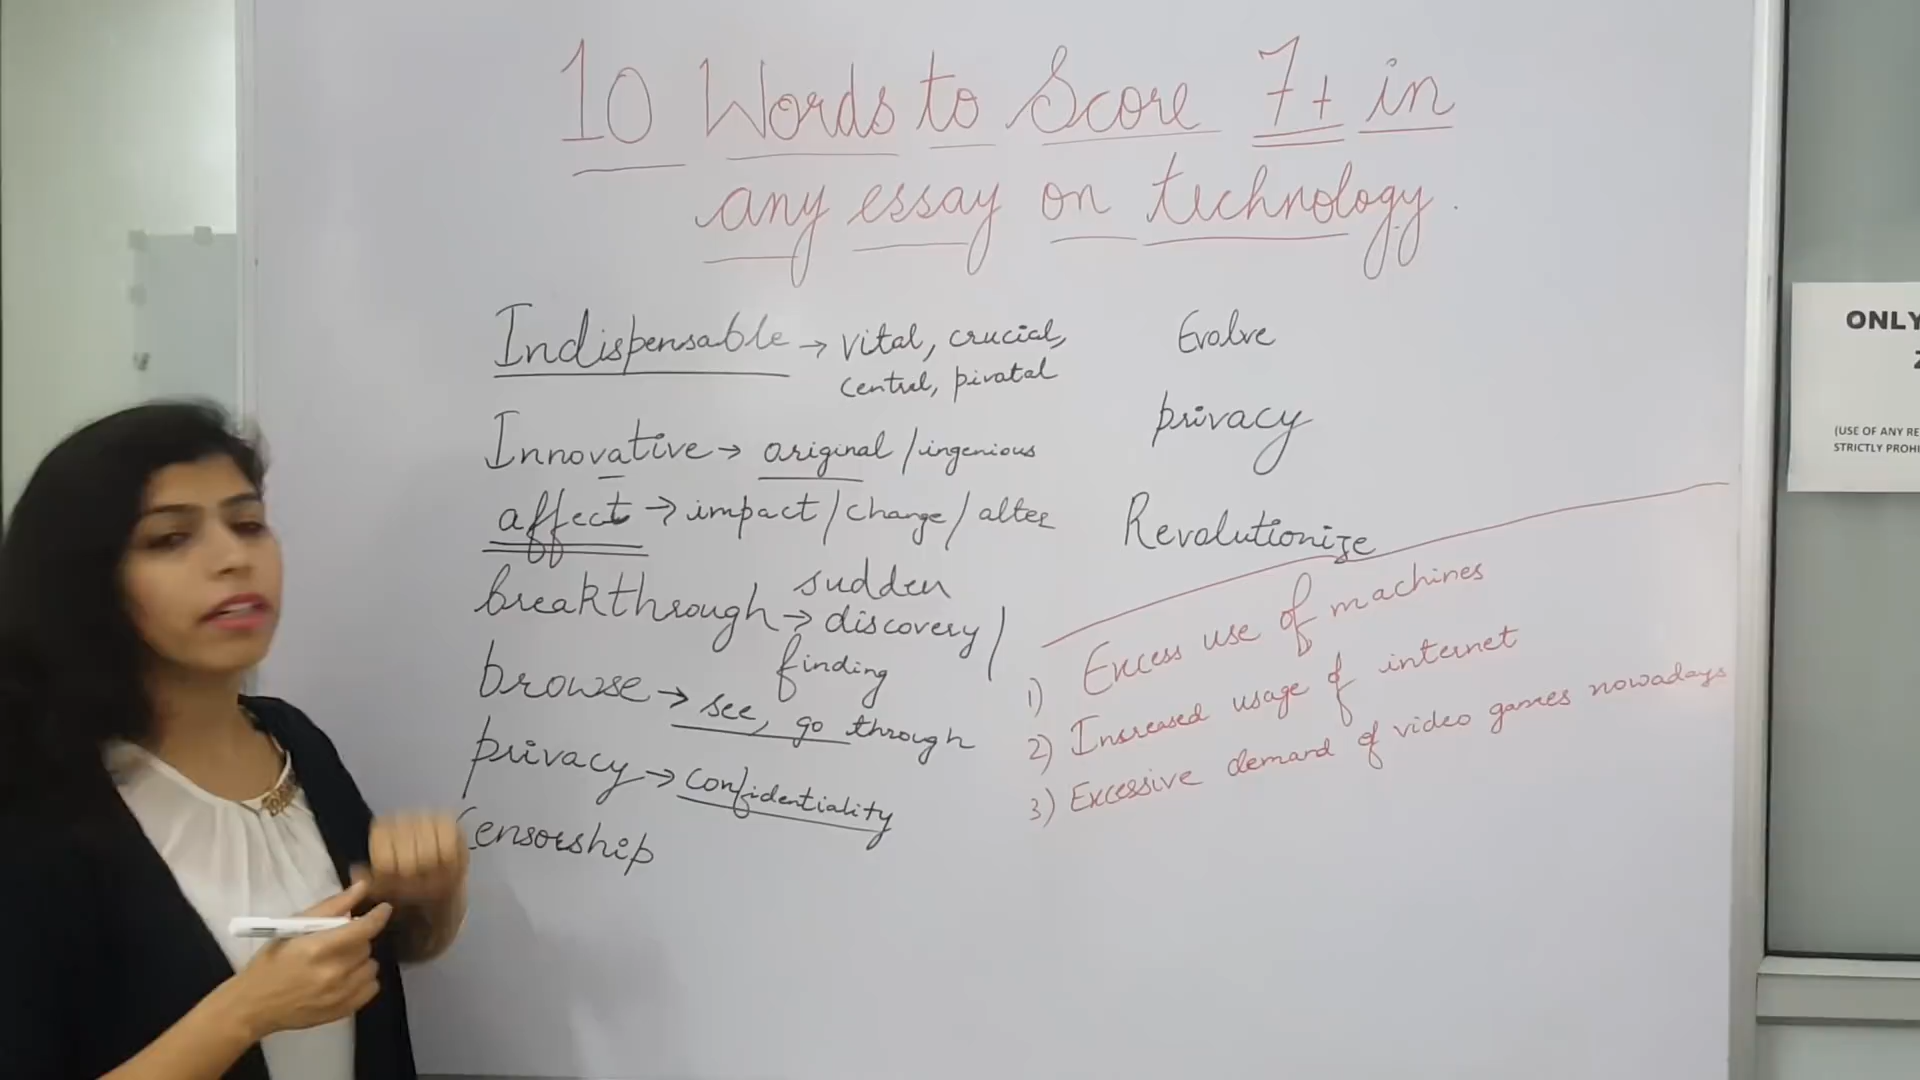 10 Words to Score 7+ in
any essay on technology.
Indispensable → vital, crucial,
central, pivotal
Innovative → original / ingenious
affect → impact / change / alter
breakthrough → sudden
discovery /
finding
browse → see, go through
privacy → confidentiality
Censorship
Evolve
privacy
Revolutionize
1) Excess use of machines
2) Increased usage of internet
3) Excessive demand of video games nowadays
ONLY
(USE OF ANY RE
STRICTLY PROHI